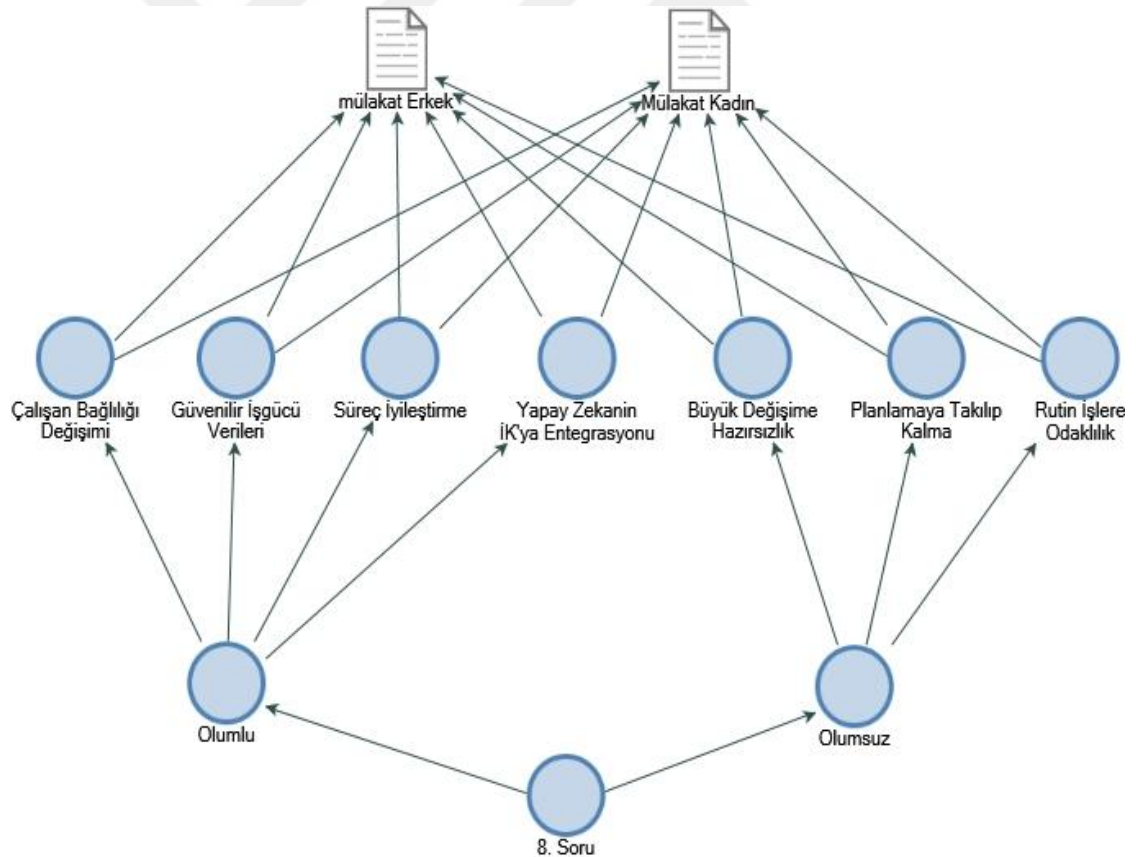 mülakat Erkek
Mülakat Kadın
Çalışan Bağlılığı
Değişimi
Güvenilir İşgücü
Verileri
Süreç İyileştirme
Yapay Zekanin
İK'ya Entegrasyonu
Büyük Değişime
Hazırsızlık
Planlamaya Takılıp
Kalma
Rutin İşlere
Odaklılık
Olumlu
Olumsuz
8. Soru